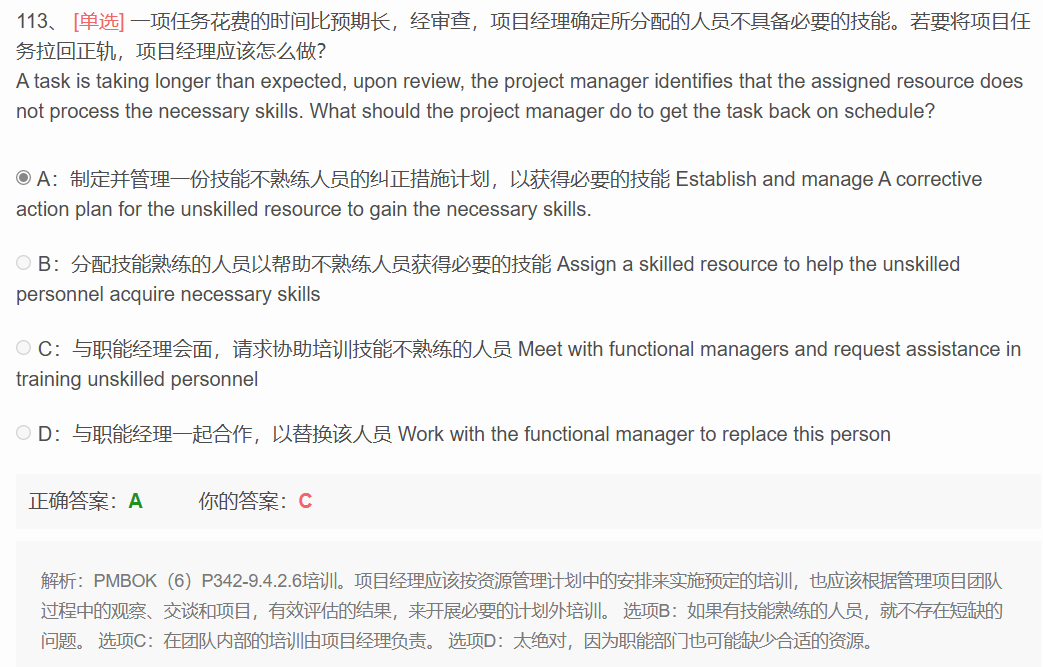 113、 [单选] 一项任务花费的时间比预期长，经审查，项目经理确定所分配的人员不具备必要的技能。若要将项目任
务拉回正轨，项目经理应该怎么做？
A task is taking longer than expected, upon review, the project manager identifies that the assigned resource does
not process the necessary skills. What should the project manager do to get the task back on schedule?
A：制定并管理一份技能不熟练人员的纠正措施计划，以获得必要的技能 Establish and manage A corrective
action plan for the unskilled resource to gain the necessary skills.
B：分配技能熟练的人员以帮助不熟练人员获得必要的技能 Assign a skilled resource to help the unskilled
personnel acquire necessary skills
C：与职能经理会面，请求协助培训技能不熟练的人员 Meet with functional managers and request assistance in
training unskilled personnel
D：与职能经理一起合作，以替换该人员 Work with the functional manager to replace this person
正确答案：A 你的答案：C
解析：PMBOK（6）P342-9.4.2.6培训。项目经理应该按资源管理计划中的安排来实施预定的培训，也应该根据管理项目团队
过程中的观察、交谈和项目，有效评估的结果，来开展必要的计划外培训。 选项B：如果有技能熟练的人员，就不存在短缺的
问题。 选项C：在团队内部的培训由项目经理负责。 选项D：太绝对，因为职能部门也可能缺少合适的资源。